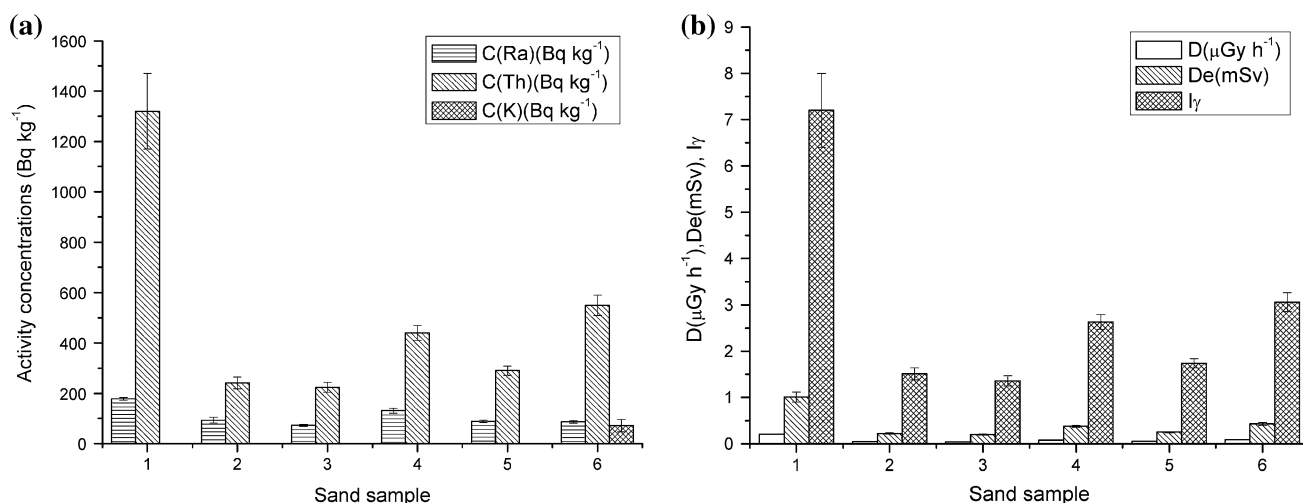 (a)
1600
1400
1200
1000
800
600
400
200
0
Activity concentrations (Bq kg⁻¹)
C(Ra)(Bq kg⁻¹)
C(Th)(Bq kg⁻¹)
C(K)(Bq kg⁻¹)
1 2 3 4 5 6
Sand sample
(b)
9
8
7
6
5
4
3
2
1
0
D(μGy h⁻¹),De(mSv), Iγ
D(μGy h⁻¹)
De(mSv)
Iγ
1 2 3 4 5 6
Sand sample